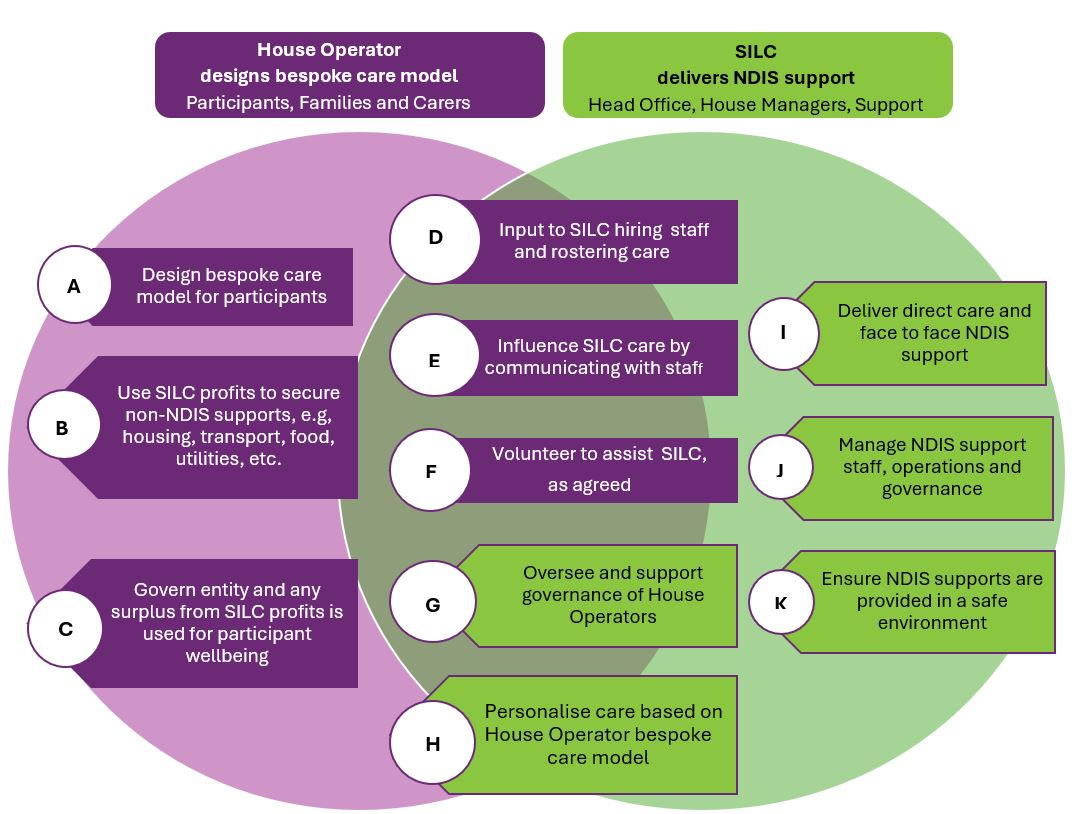 House Operator
designs bespoke care model
Participants, Families and Carers
SILC
delivers NDIS support
Head Office, House Managers, Support
A
Design bespoke care
model for participants
B
Use SILC profits to secure
non-NDIS supports, e.g,
housing, transport, food,
utilities, etc.
C
Govern entity and any
surplus from SILC profits is
used for participant
wellbeing
D
Input to SILC hiring staff
and rostering care
E
Influence SILC care by
communicating with staff
F
Volunteer to assist SILC,
as agreed
G
Oversee and support
governance of House
Operators
H
Personalise care based on
House Operator bespoke
care model
I
Deliver direct care and
face to face NDIS
support
J
Manage NDIS support
staff, operations and
governance
K
Ensure NDIS supports are
provided in a safe
environment